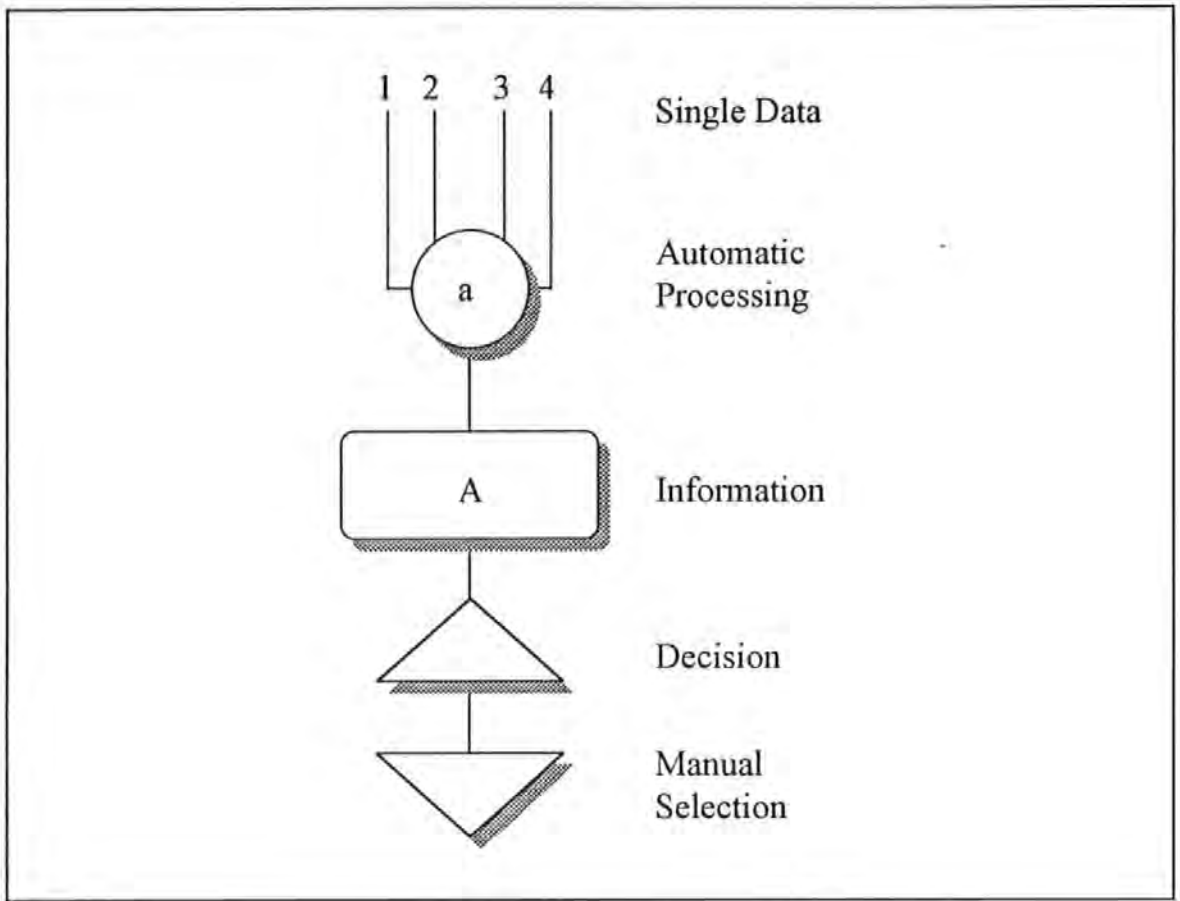 1 2 3 4
Single Data
Automatic
Processing
a
A
Information
Decision
Manual
Selection